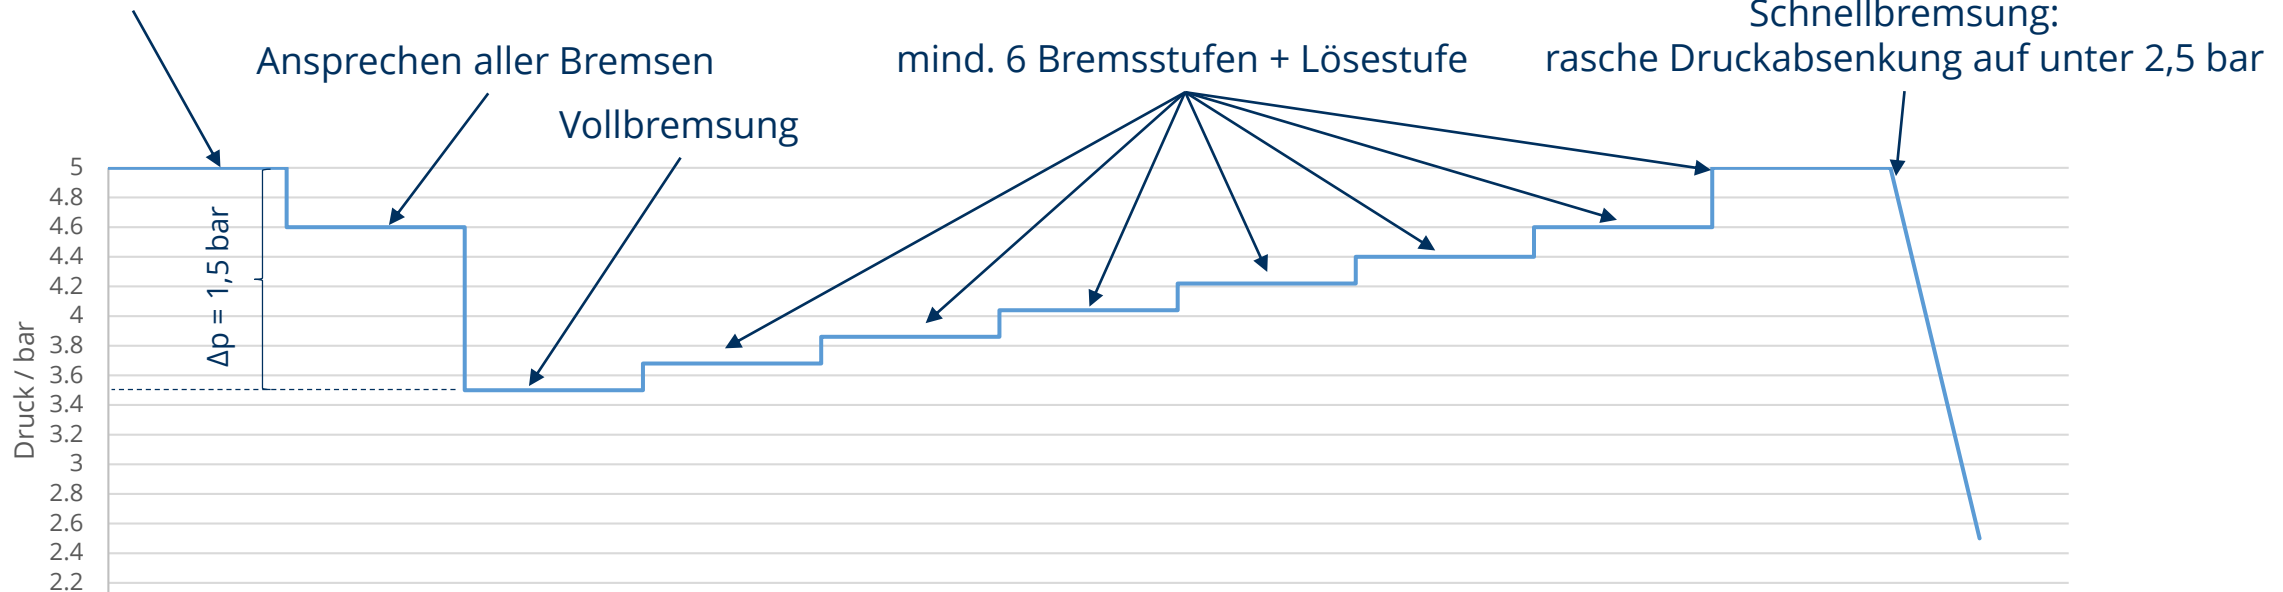 Schnellbremsung:
Ansprechen aller Bremsen
mind. 6 Bremsstufen + Lösestufe
rasche Druckabsenkung auf unter 2,5 bar
Vollbremsung
5
4.8
4.6
4.4
4.2
4
3.8
3.6
3.4
3.2
3
2.8
2.6
2.4
2.2
Δp = 1,5 bar
Druck / bar